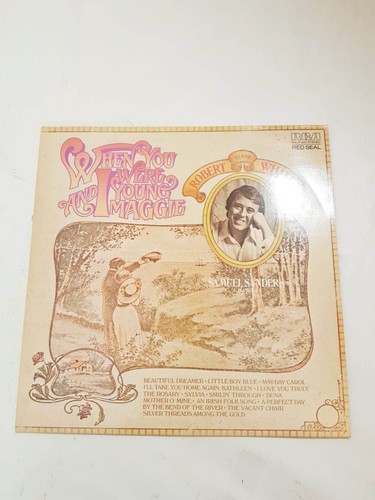 WHEN YOU
WERE
AND I YOUNG
MAGGIE
ROBERT
RCA
RED SEAL
SAMUEL SANDERS
BEAUTIFUL DREAMER • LITTLE BOY BLUE • MAY-DAY CAROL
I'LL TAKE YOU HOME AGAIN, KATHLEEN • I LOVE YOU TRULY
THE ROSARY • SYLVIA • SMILIN' THROUGH • DUNA
MOTHER O' MINE • AN IRISH FOLK SONG • A PERFECT DAY
BY THE BEND OF THE RIVER • THE VACANT CHAIR
SILVER THREADS AMONG THE GOLD